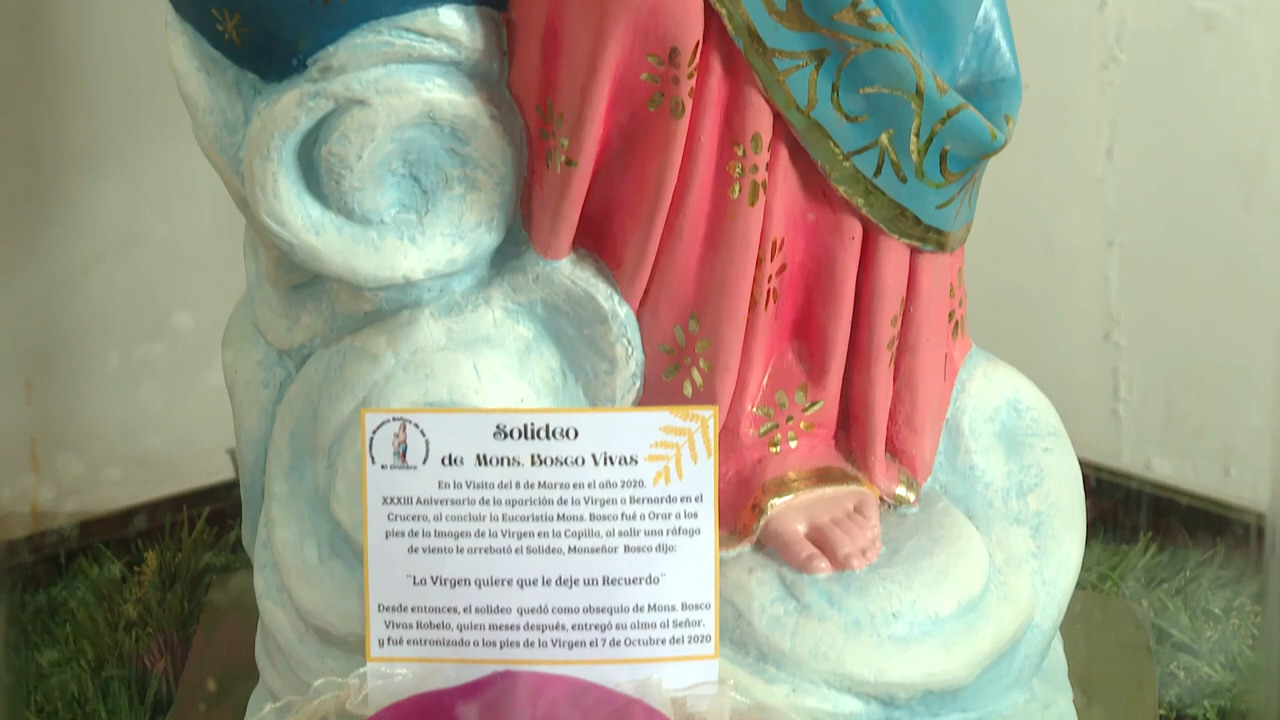 Solideo
de Mons. Bosco Vivas
El Crucero
En la Visita del 8 de Marzo en el año 2020.
XXXIII Aniversario de la aparición de la Virgen a Bernardo en el
Crucero, al concluir la Eucaristía Mons. Bosco fué a Orar a los
pies de la Imagen de la Virgen en la Capilla, al salir una ráfaga
de viento le arrebató el Solideo, Monseñor Bosco dijo:
¨La Virgen quiere que le deje un Recuerdo¨
Desde entonces, el solideo quedó como obsequio de Mons. Bosco
Vivas Robelo, quien meses después, entregó su alma al Señor.
y fué entronizado a los pies de la Virgen el 7 de Octubre del 2020